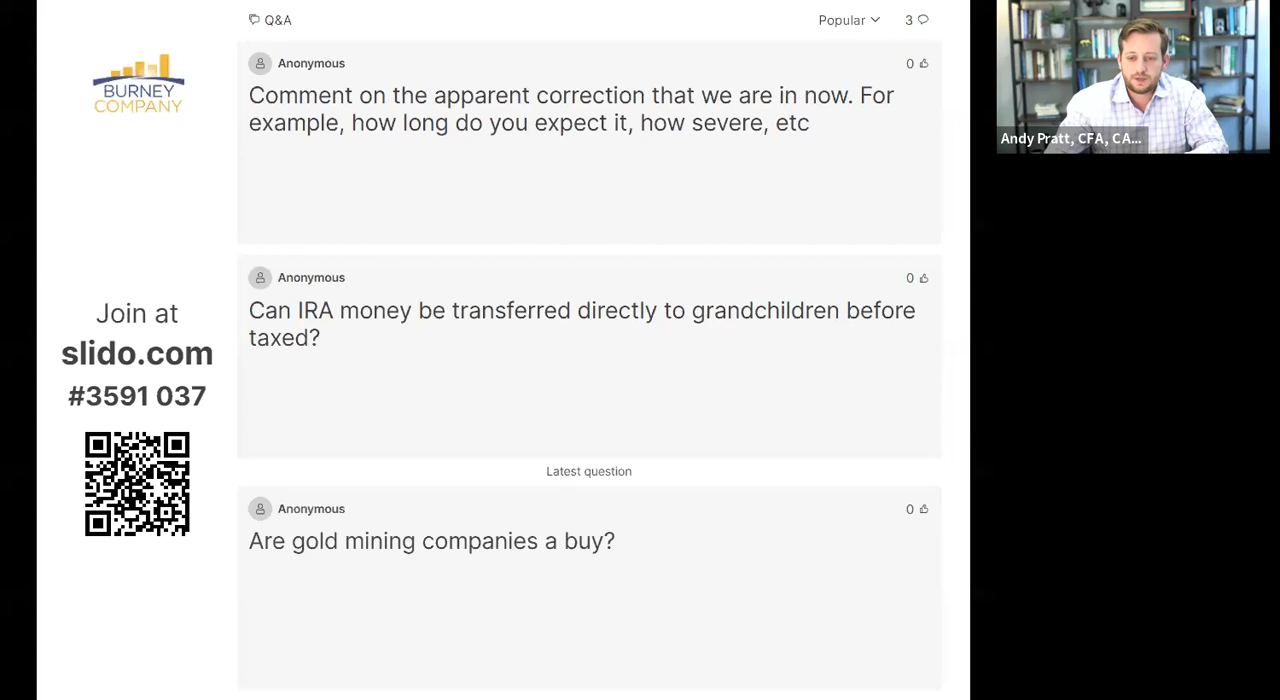 Q&A
Popular
3
BURNEY
COMPANY
Anonymous
0
Comment on the apparent correction that we are in now. For
example, how long do you expect it, how severe, etc
Anonymous
0
Can IRA money be transferred directly to grandchildren before
taxed?
Join at
slido.com
#3591 037
Latest question
Anonymous
0
Are gold mining companies a buy?
Andy Pratt, CFA, CA...